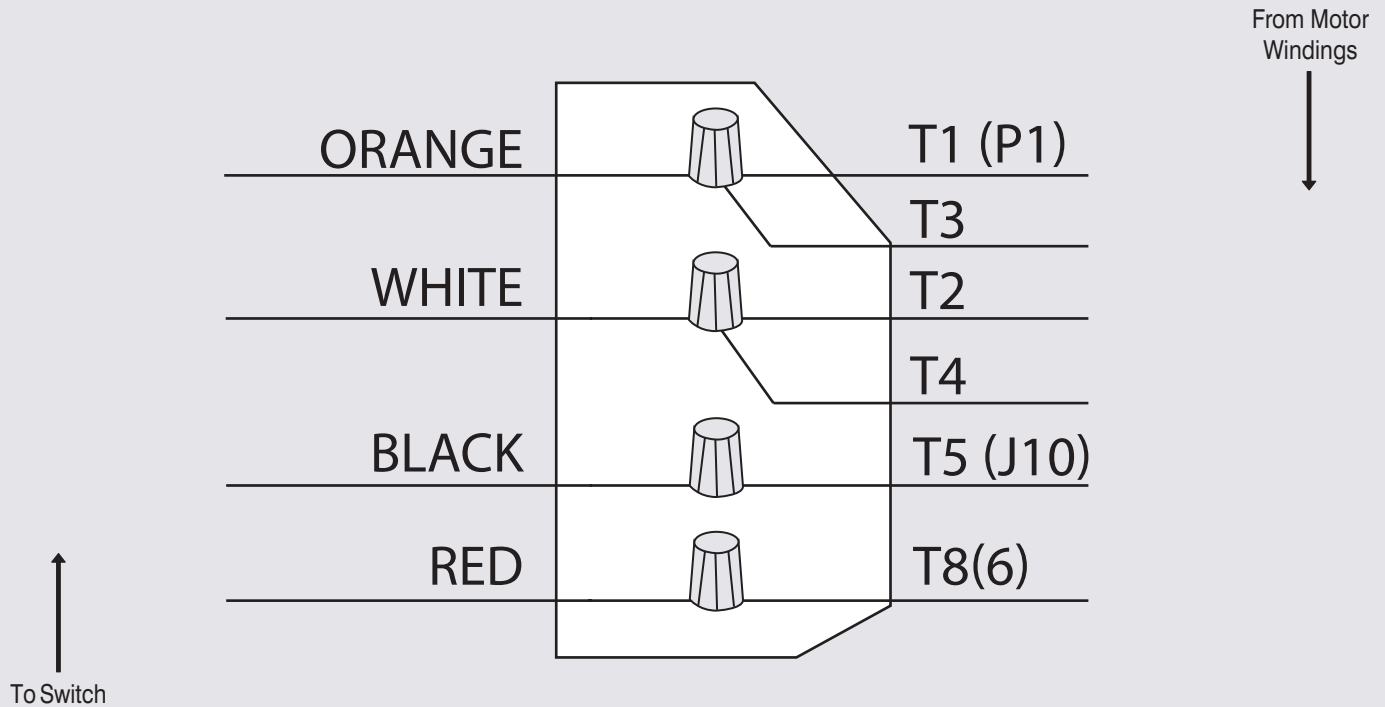 From Motor
Windings
ORANGE
T1 (P1)
T3
WHITE
T2
T4
BLACK
T5 (J10)
RED
T8(6)
To Switch